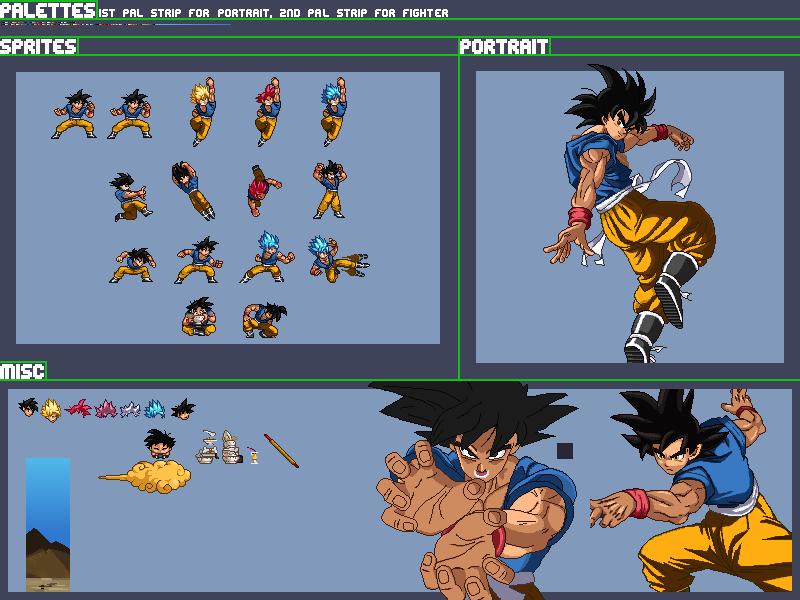 PALETTES 1ST PAL STRIP FOR PORTRAIT, 2ND PAL STRIP FOR FIGHTER
SPRITES
PORTRAIT
MISC